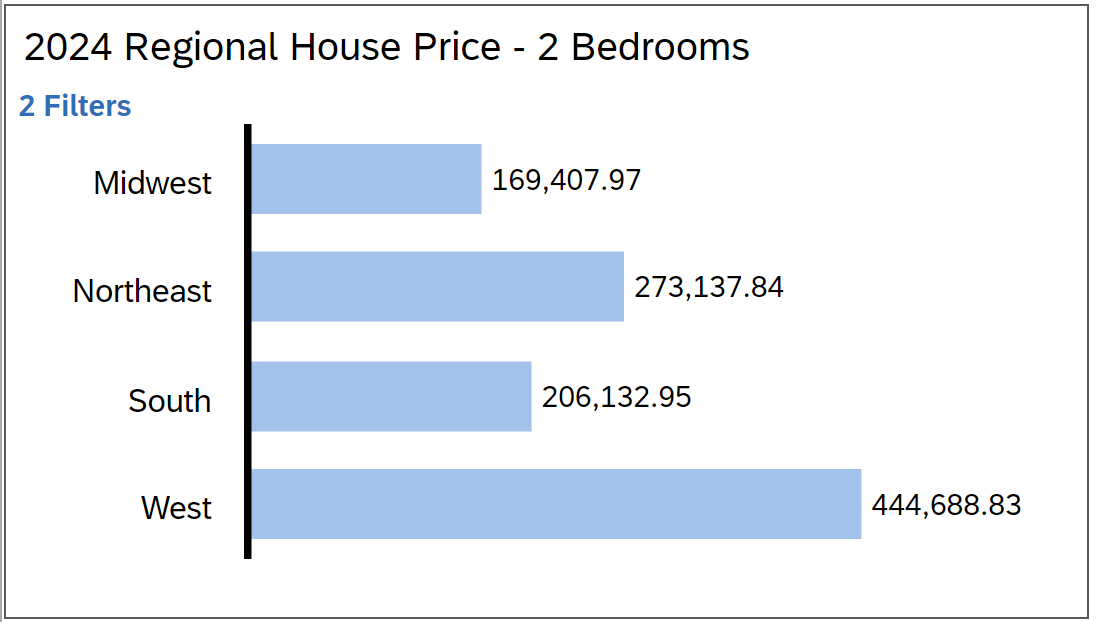 2024 Regional House Price - 2 Bedrooms
2 Filters
Midwest 169,407.97
Northeast 273,137.84
South 206,132.95
West 444,688.83